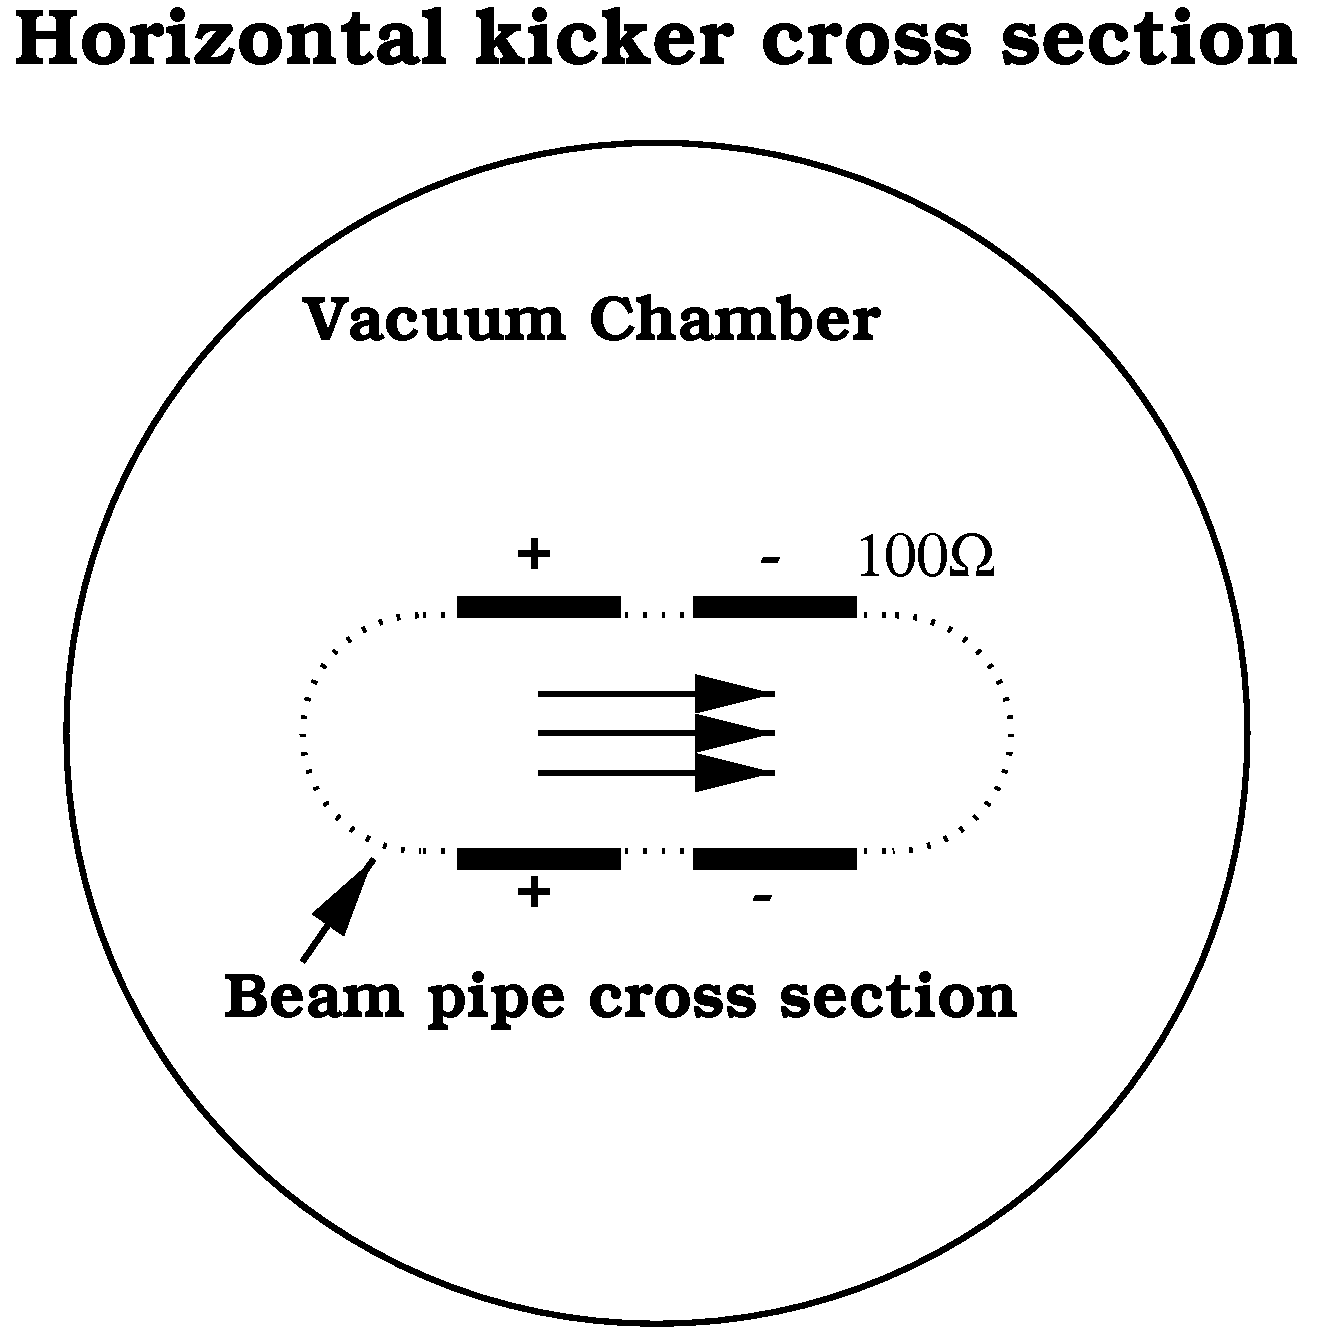 Horizontal kicker cross section
Vacuum Chamber
+ - 100Ω
+ -
Beam pipe cross section